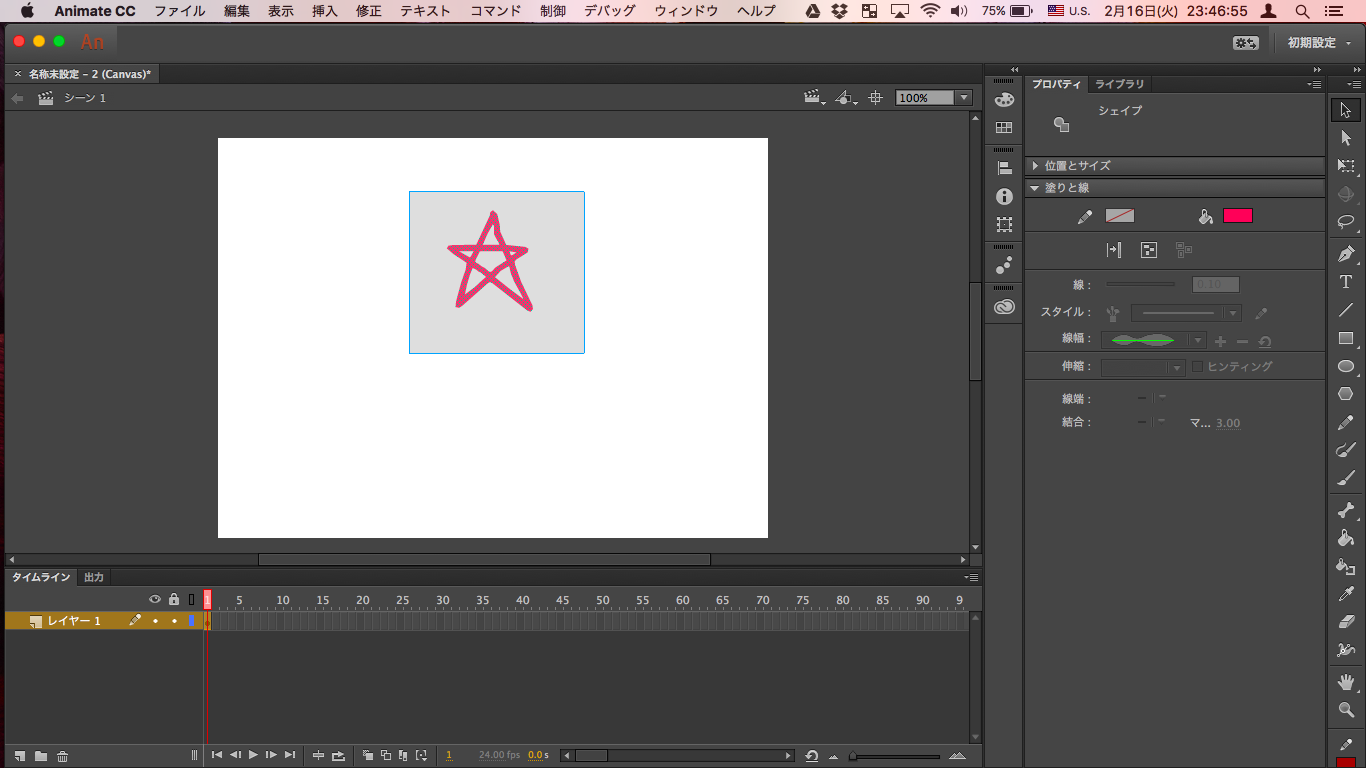 Animate CC ファイル 編集 表示 挿入 修正 テキスト コマンド 制御 デバッグ ウィンドウ ヘルプ 75% U.S. 2月16日(火) 23:46:55
An 初期設定
× 名称未設定 - 2 (Canvas)*
プロパティ ライブラリ
シーン 1 100%
シェイプ
位置とサイズ
塗りと線
線 : 0.10
スタイル :
線幅 :
伸縮 : ヒンティング
線端 :
結合 : マ... 3.00
タイムライン 出力
1 5 10 15 20 25 30 35 40 45 50 55 60 65 70 75 80 85 90 9
レイヤー 1
1 24.00 fps 0.0 s